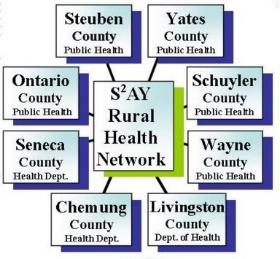 Steuben
County
Public Health
Yates
County
Public Health
Ontario
County
Public Health
S²AY
Rural
Health
Network
Schuyler
County
Public Health
Seneca
County
Health Dept.
Wayne
County
Public Health
Chemung
County
Health Dept.
Livingston
County
Dept. of Health